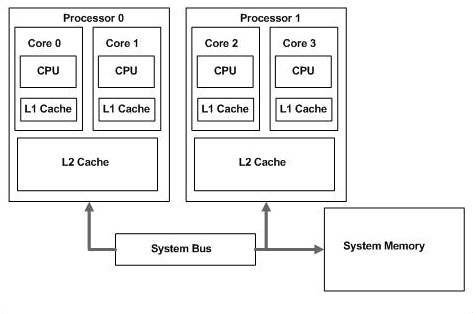 Processor 0
Processor 1
Core 0
Core 1
Core 2
Core 3
CPU
CPU
CPU
CPU
L1 Cache
L1 Cache
L1 Cache
L1 Cache
L2 Cache
L2 Cache
System Bus
System Memory